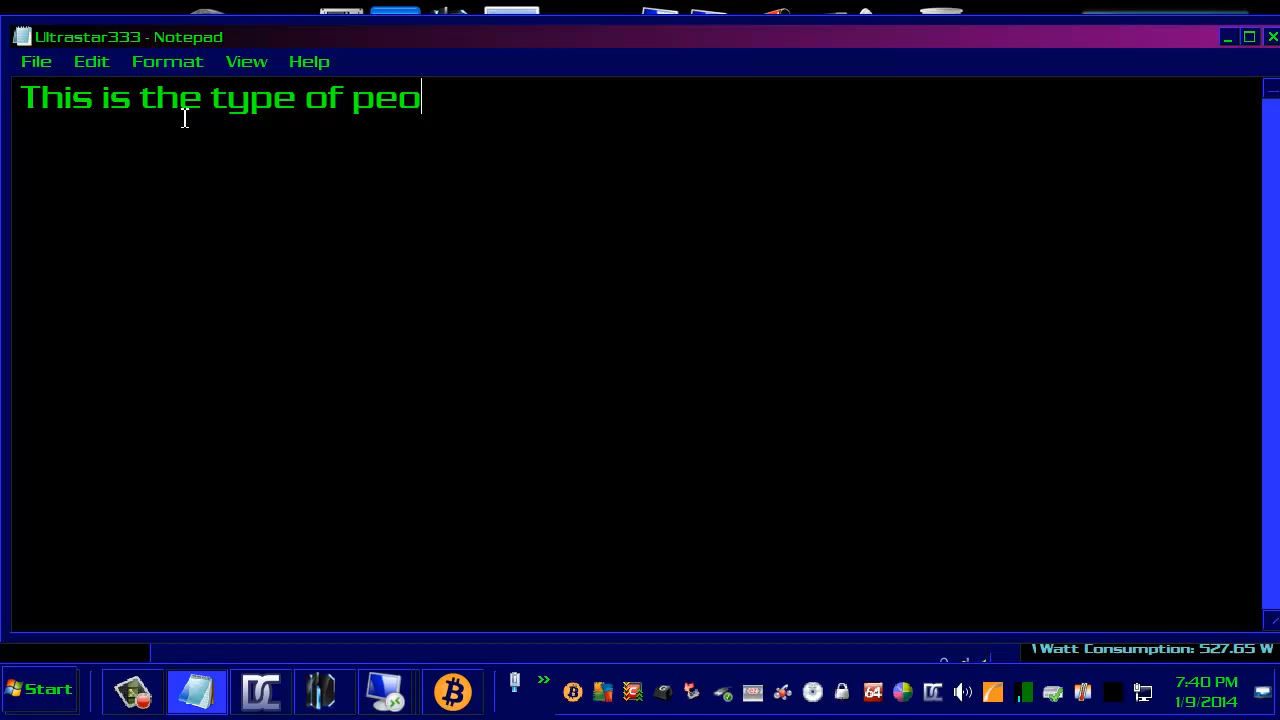 Ultrastar333 - Notepad
File Edit Format View Help
This is the type of peo
Watt Consumption: 527.65 W
Start
64
7:40 PM
1/9/2014